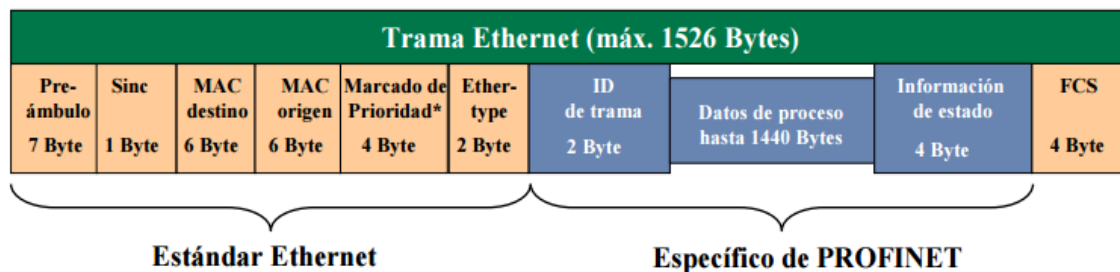 Trama Ethernet (máx. 1526 Bytes)
Pre-
ámbulo
7 Byte
Sinc
1 Byte
MAC
destino
6 Byte
MAC
origen
6 Byte
Marcado de
Prioridad*
4 Byte
Ether-
type
2 Byte
ID
de trama
2 Byte
Datos de proceso
hasta 1440 Bytes
Información
de estado
4 Byte
FCS
4 Byte
Estándar Ethernet
Específico de PROFINET